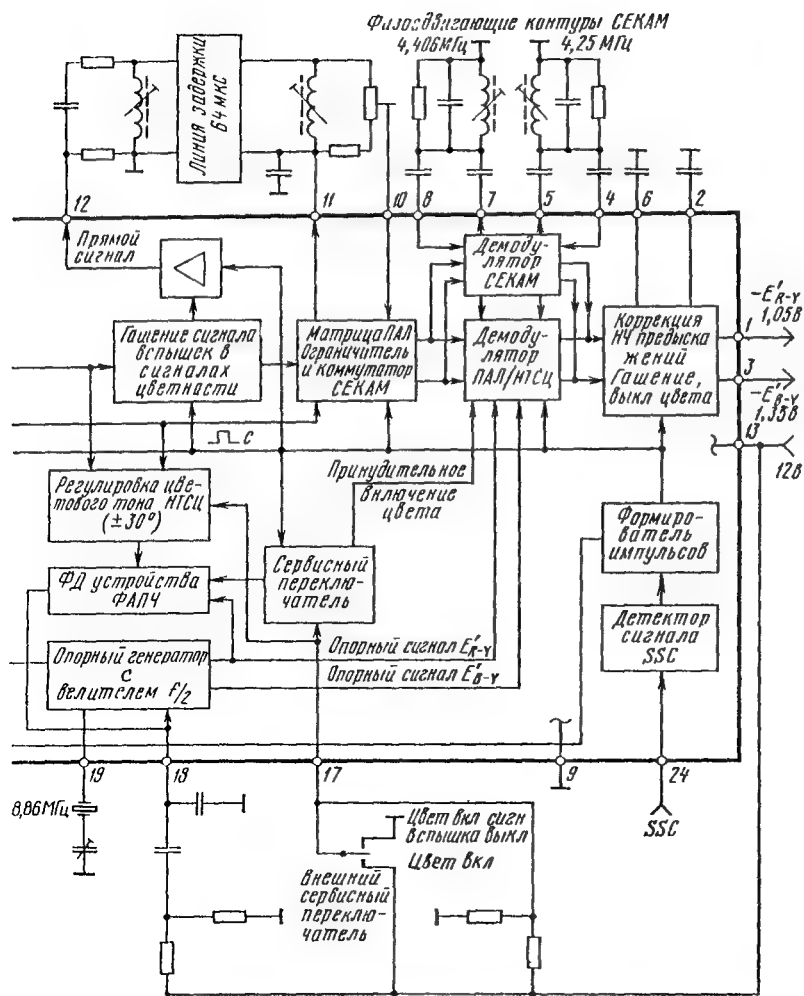 Фазосдвигающие контуры СЕКАМ
4,406МГц
4,25 МГц
Линия задержки
64 мкс
12
11
10
8
7
5
4
6
2
Прямой
сигнал
Демоду-
лятор
СЕКАМ
Гашение сигнала
вспышек в
сигналах
цветности
Матрица ПАЛ
Ограничитель
и коммутатор
СЕКАМ
Демоду-
лятор
ПАЛ/НТСЦ
Коррекция
НЧ предыска
жений
Гашение,
выкл цвета
-E'R-Y
1,05В
1
3
-E'B-Y
1,35В
13
12В
С
Принудительное
включение
цвета
Регулировка цве-
тового тона НТСЦ
(±30°)
ФД устройства
ФАПЧ
Сервисный
переклю-
чатель
Формиро-
ватель
импульсов
Детектор
сигнала
SSC
Опорный генератор
с
велителем f/2
Опорный сигнал E'R-Y
Опорный сигнал E'B-Y
19
18
17
9
24
8,86МГц
SSC
Цвет вкл сигн
вспышка выкл
Цвет вкл
Внешний
сервисный
переклю-
чатель